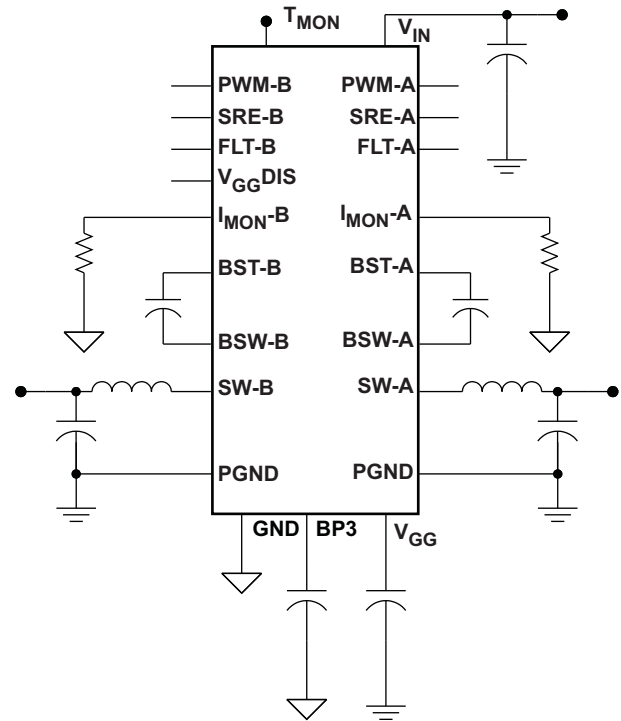 TMON
VIN
PWM-B PWM-A
SRE-B SRE-A
FLT-B FLT-A
VGGDIS
IMON-B IMON-A
BST-B BST-A
BSW-B BSW-A
SW-B SW-A
PGND PGND
GND BP3 VGG